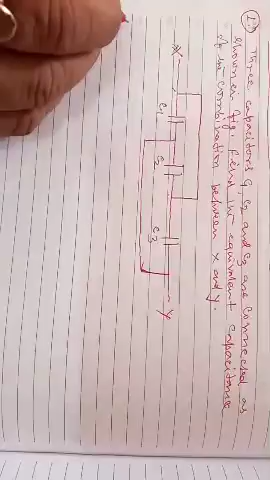 1.) Three capacitors C1, C2 and C3 are connected as
shown in fig. find the equivalent capacitance
of the combination between X and Y.
X C1 C2 C3 Y